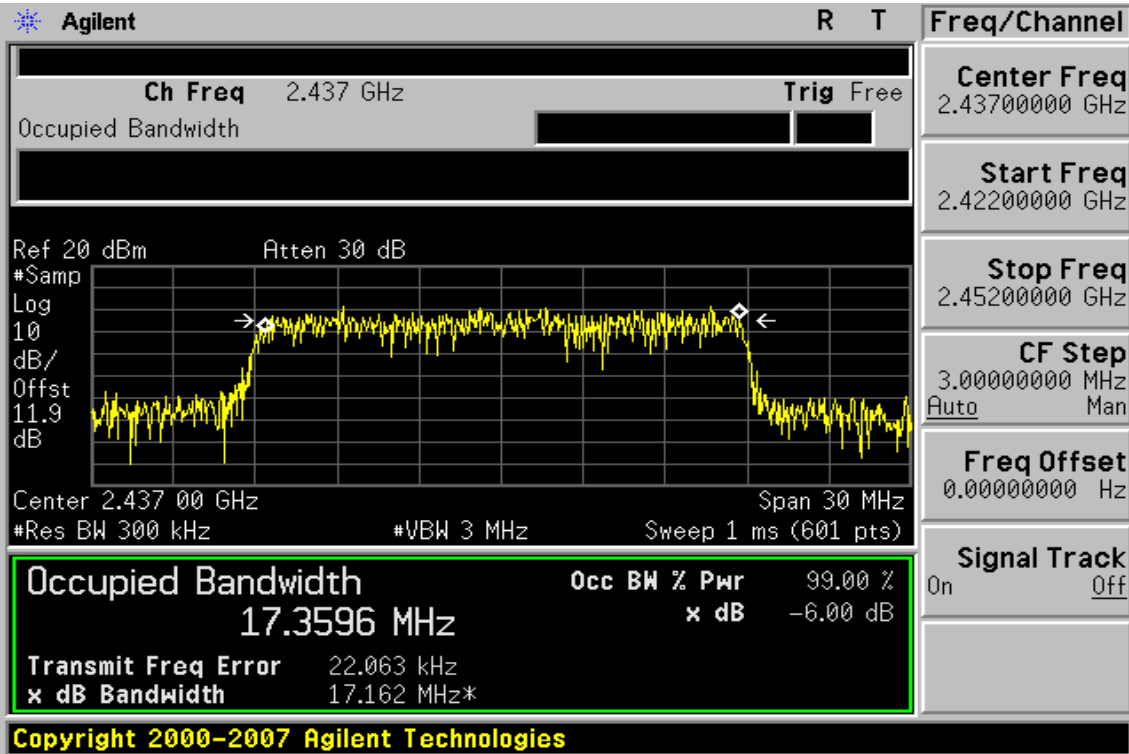 Agilent R T Freq/Channel
Ch Freq 2.437 GHz Trig Free
Occupied Bandwidth
Center Freq
2.43700000 GHz
Start Freq
2.42200000 GHz
Stop Freq
2.45200000 GHz
CF Step
3.00000000 MHz
Auto Man
Freq Offset
0.00000000 Hz
Signal Track
On Off
Ref 20 dBm Atten 30 dB
#Samp
Log
10
dB/
Offst
11.9
dB
Center 2.437 00 GHz Span 30 MHz
#Res BW 300 kHz #VBW 3 MHz Sweep 1 ms (601 pts)
Occupied Bandwidth Occ BW % Pwr 99.00 %
17.3596 MHz x dB -6.00 dB
Transmit Freq Error 22.063 kHz
x dB Bandwidth 17.162 MHz*
Copyright 2000-2007 Agilent Technologies